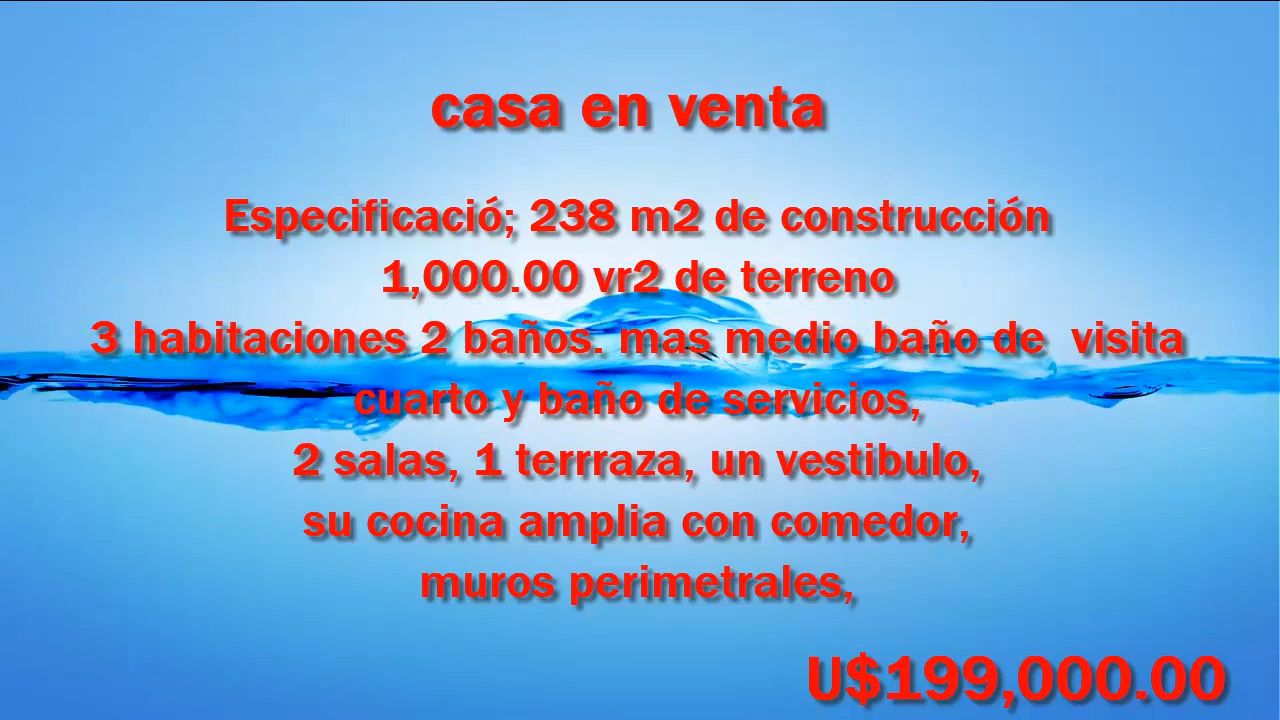 casa en venta
Especificació; 238 m2 de construcción
1,000.00 vr2 de terreno
3 habitaciones 2 baños. mas medio baño de  visita
cuarto y baño de servicios,
2 salas, 1 terrraza, un vestibulo,
su cocina amplia con comedor,
muros perimetrales,
U$199,000.00